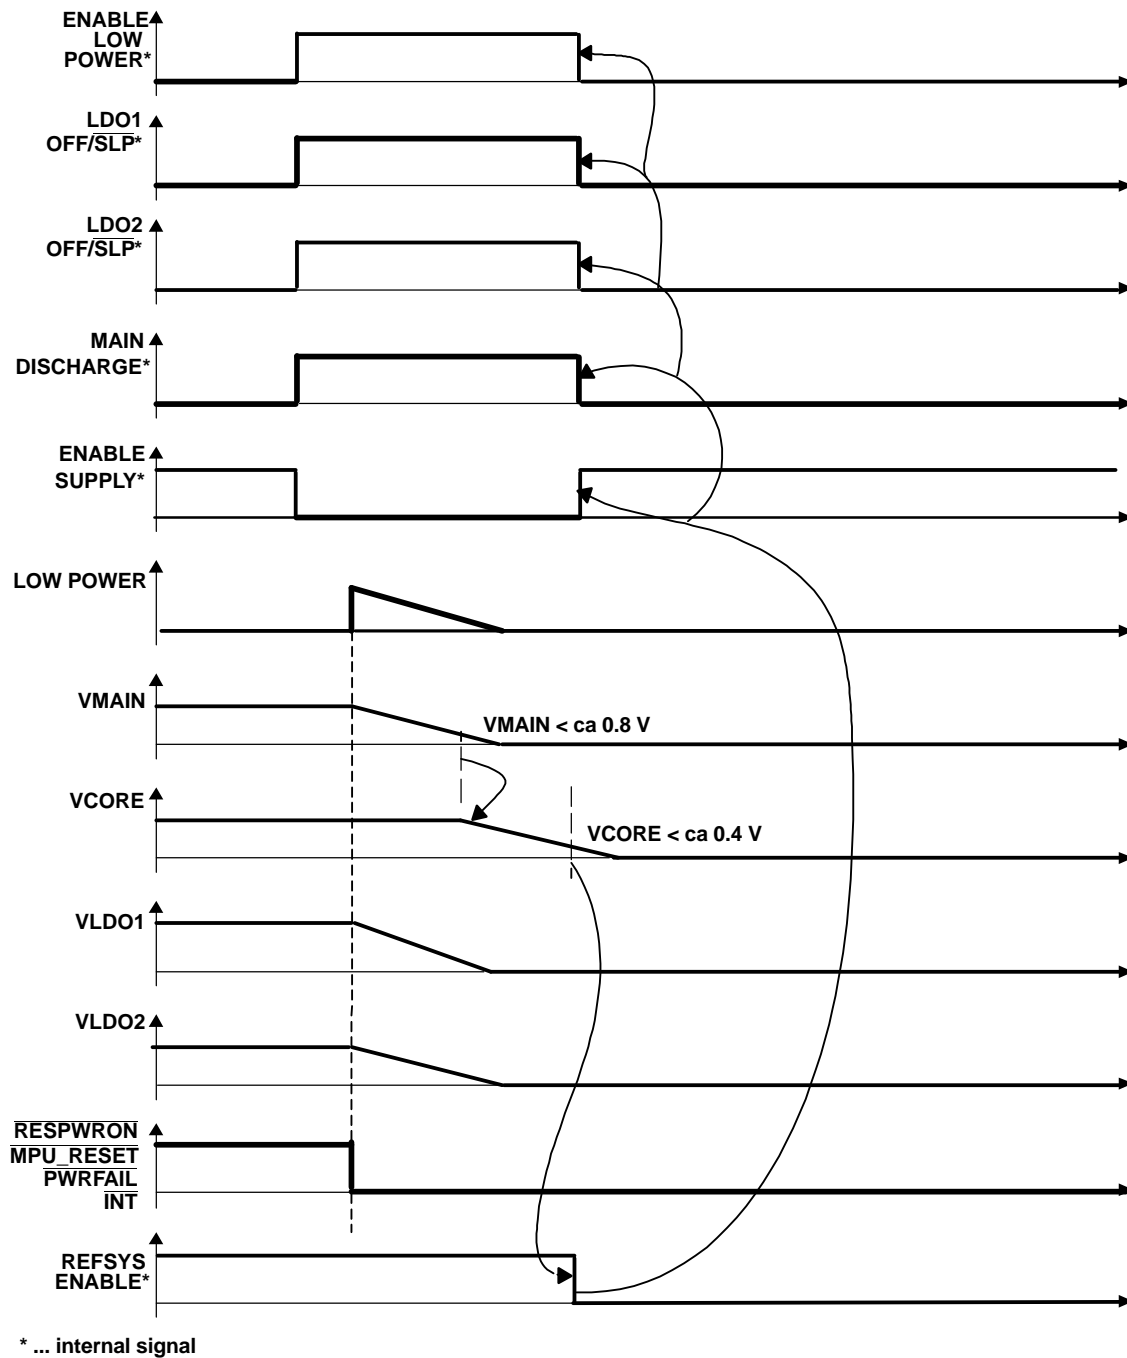 ENABLE
LOW
POWER*
LDO1
OFF/SLP*
LDO2
OFF/SLP*
MAIN
DISCHARGE*
ENABLE
SUPPLY*
LOW POWER
VMAIN
VMAIN < ca 0.8 V
VCORE
VCORE < ca 0.4 V
VLDO1
VLDO2
RESPWRON
MPU_RESET
PWRFAIL
INT
REFSYS
ENABLE*
* ... internal signal